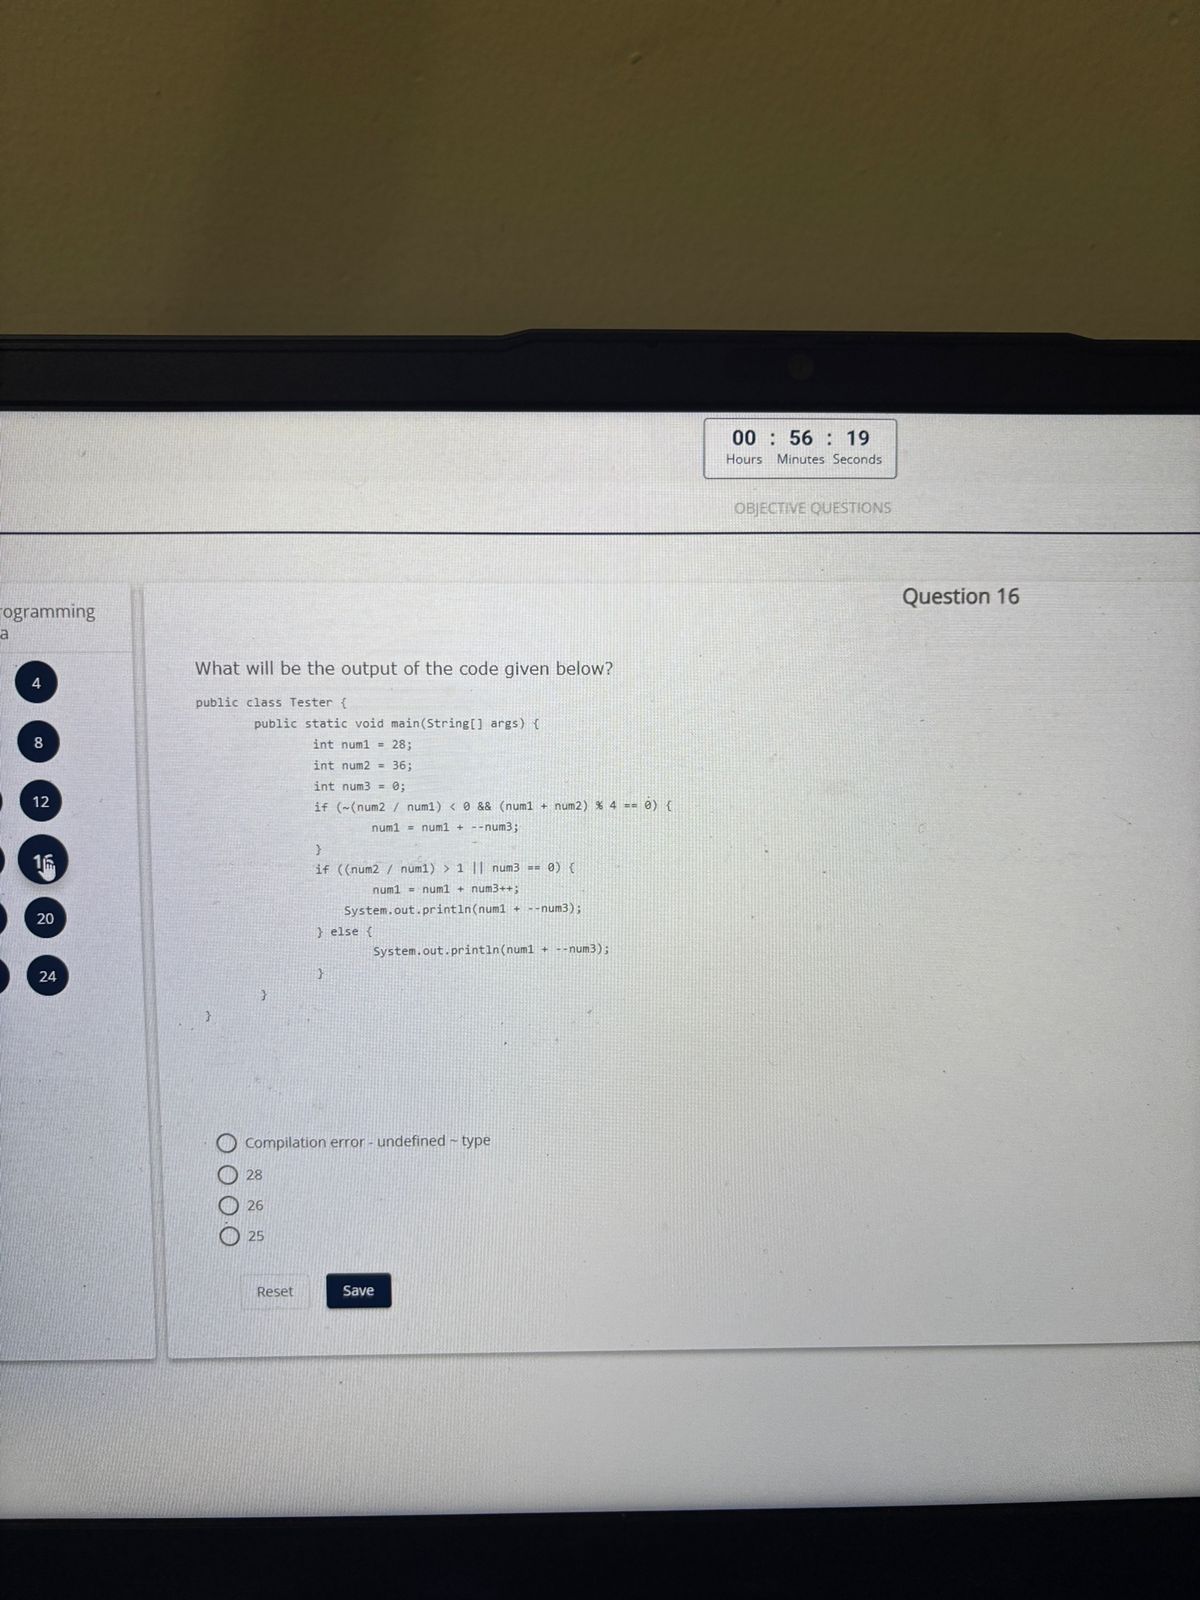 00 : 56 : 19
Hours Minutes Seconds
OBJECTIVE QUESTIONS
Question 16
rogramming
a
4
8
12
16
20
24
What will be the output of the code given below?
public class Tester {
public static void main(String[] args) {
int num1 = 28;
int num2 = 36;
int num3 = 0;
if (~(num2 / num1) < 0 && (num1 + num2) % 4 == 0) {
num1 = num1 + --num3;
}
if ((num2 / num1) > 1 || num3 == 0) {
num1 = num1 + num3++;
System.out.println(num1 + --num3);
} else {
System.out.println(num1 + --num3);
}
}
}
Compilation error - undefined ~ type
28
26
25
Reset Save